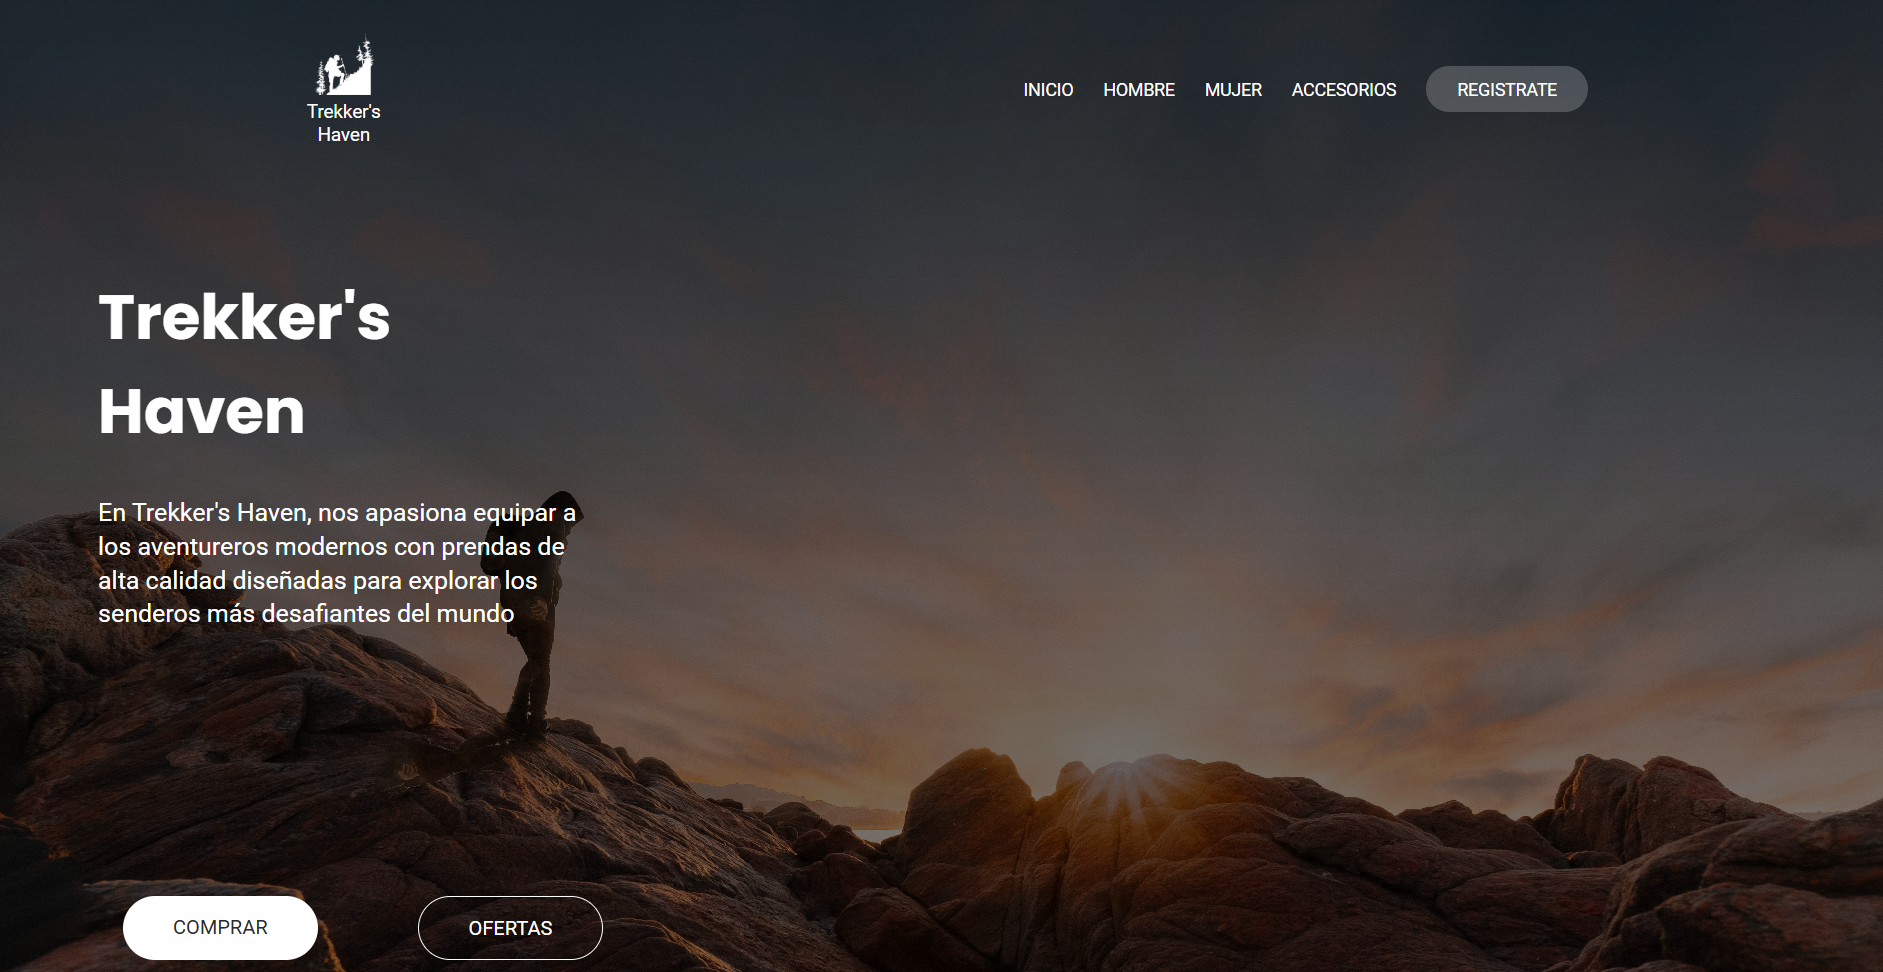 Trekker's
Haven
INICIO HOMBRE MUJER ACCESORIOS REGISTRATE
Trekker's
Haven
En Trekker's Haven, nos apasiona equipar a
los aventureros modernos con prendas de
alta calidad diseñadas para explorar los
senderos más desafiantes del mundo
COMPRAR OFERTAS